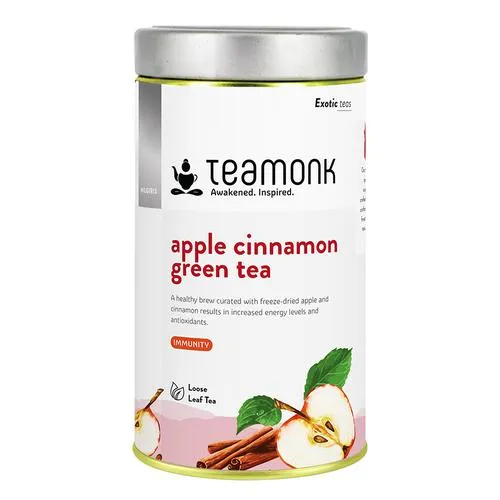 Exotic teas
NILGIRIS
teamonk
Awakened. Inspired.
apple cinnamon
green tea
A healthy brew curated with freeze-dried apple and
cinnamon results in increased energy levels and
antioxidants.
IMMUNITY
Loose
Leaf Tea